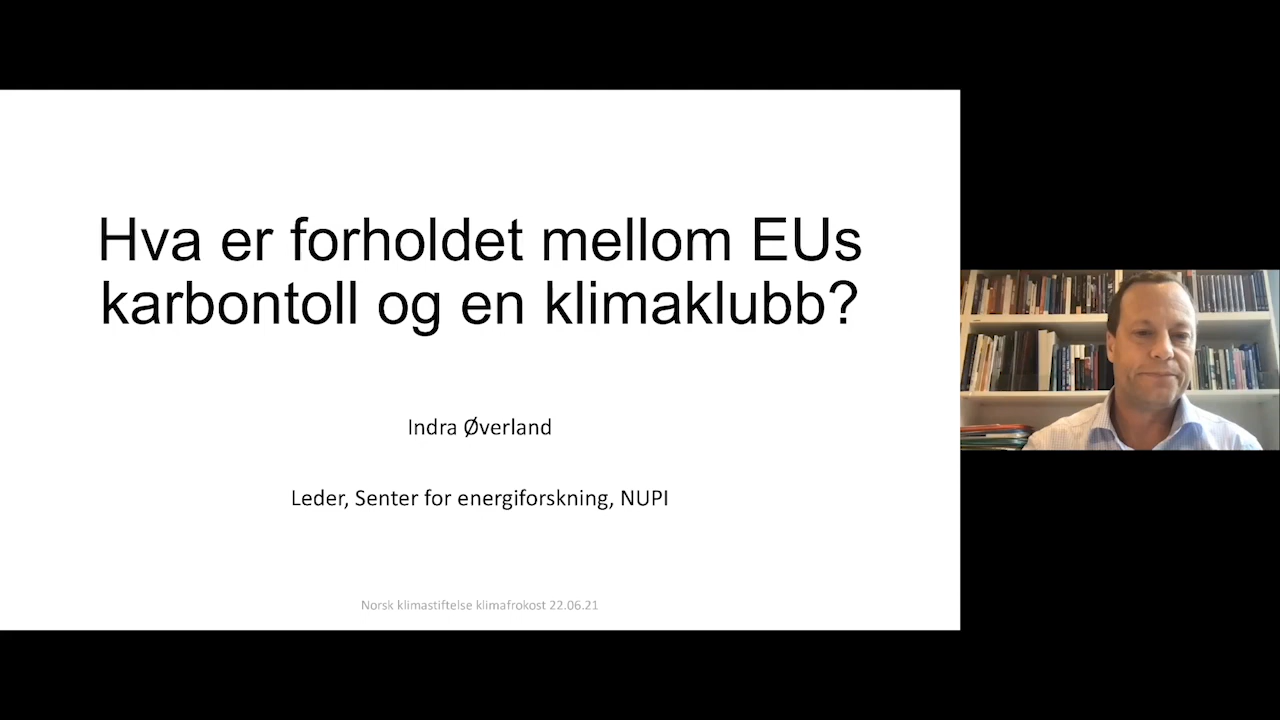 Hva er forholdet mellom EUs
karbontoll og en klimaklubb?
Indra Øverland
Leder, Senter for energiforskning, NUPI
Norsk klimastiftelse klimafrokost 22.06.21